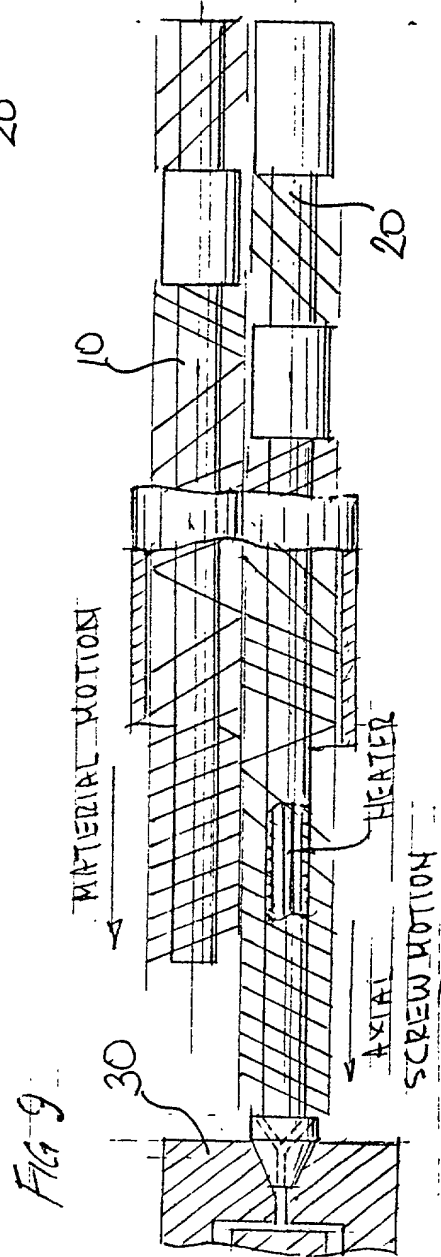 FIG 9
30
MATERIAL MOTION
10
20
20
HEATER
AXIAL
SCREW MOTION